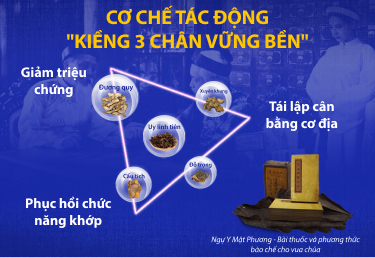 CƠ CHẾ TÁC ĐỘNG
"KIỀNG 3 CHÂN VỮNG BỀN"
Giảm triệu
chứng
Đương quy
Xuyên khung
Tái lập cân
bằng cơ địa
Uy linh tiên
Cẩu tích
Đỗ trọng
Phục hồi chức
năng khớp
Ngự Y Mật Phương - Bài thuốc và phương thức
bào chế cho vua chúa